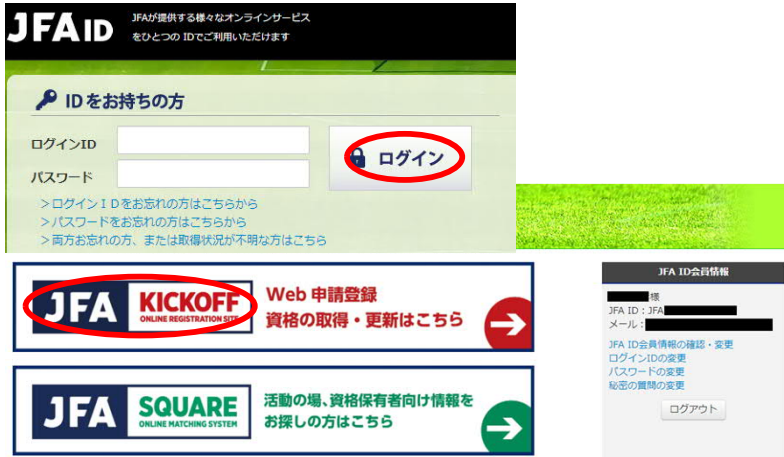 JFA ID
JFAが提供する様々なオンラインサービス
をひとつの IDでご利用いただけます
IDをお持ちの方
ログインID
パスワード
ログイン
>ログインＩＤをお忘れの方はこちらから
>パスワードをお忘れの方はこちらから
>両方お忘れの方、または取得状況が不明な方はこちら
JFA KICKOFF
ONLINE REGISTRATION SITE
Web 申請登録
資格の取得・更新はこちら
JFA SQUARE
ONLINE MATCHING SYSTEM
活動の場、資格保有者向け情報を
お探しの方はこちら
JFA ID会員情報
様
JFA ID：JFA
メール：
JFA ID会員情報の確認・変更
ログインIDの変更
パスワードの変更
秘密の質問の変更
ログアウト